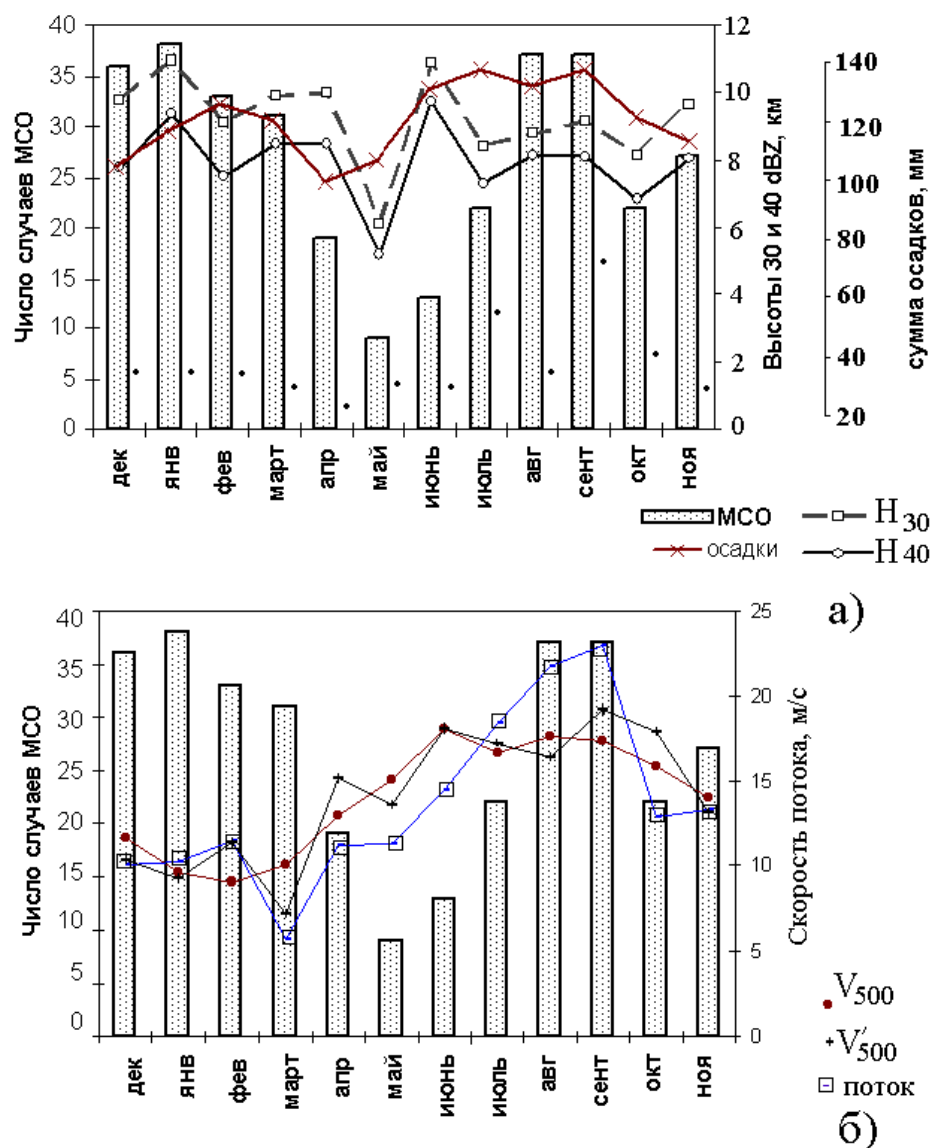 Число случаев МСО
40
35
30
25
20
15
10
5
0
12
10
8
6
4
2
0
Высоты 30 и 40 dBZ, км
140
120
100
80
60
40
20
сумма осадков, мм
дек
янв
фев
март
апр
май
июнь
июль
авг
сент
окт
ноя
МСО
H30
осадки
H40
а)
Число случаев МСО
40
35
30
25
20
15
10
5
0
25
20
15
10
5
0
Скорость потока, м/с
дек
янв
фев
март
апр
май
июнь
июль
авг
сент
окт
ноя
V500
V′500
поток
б)